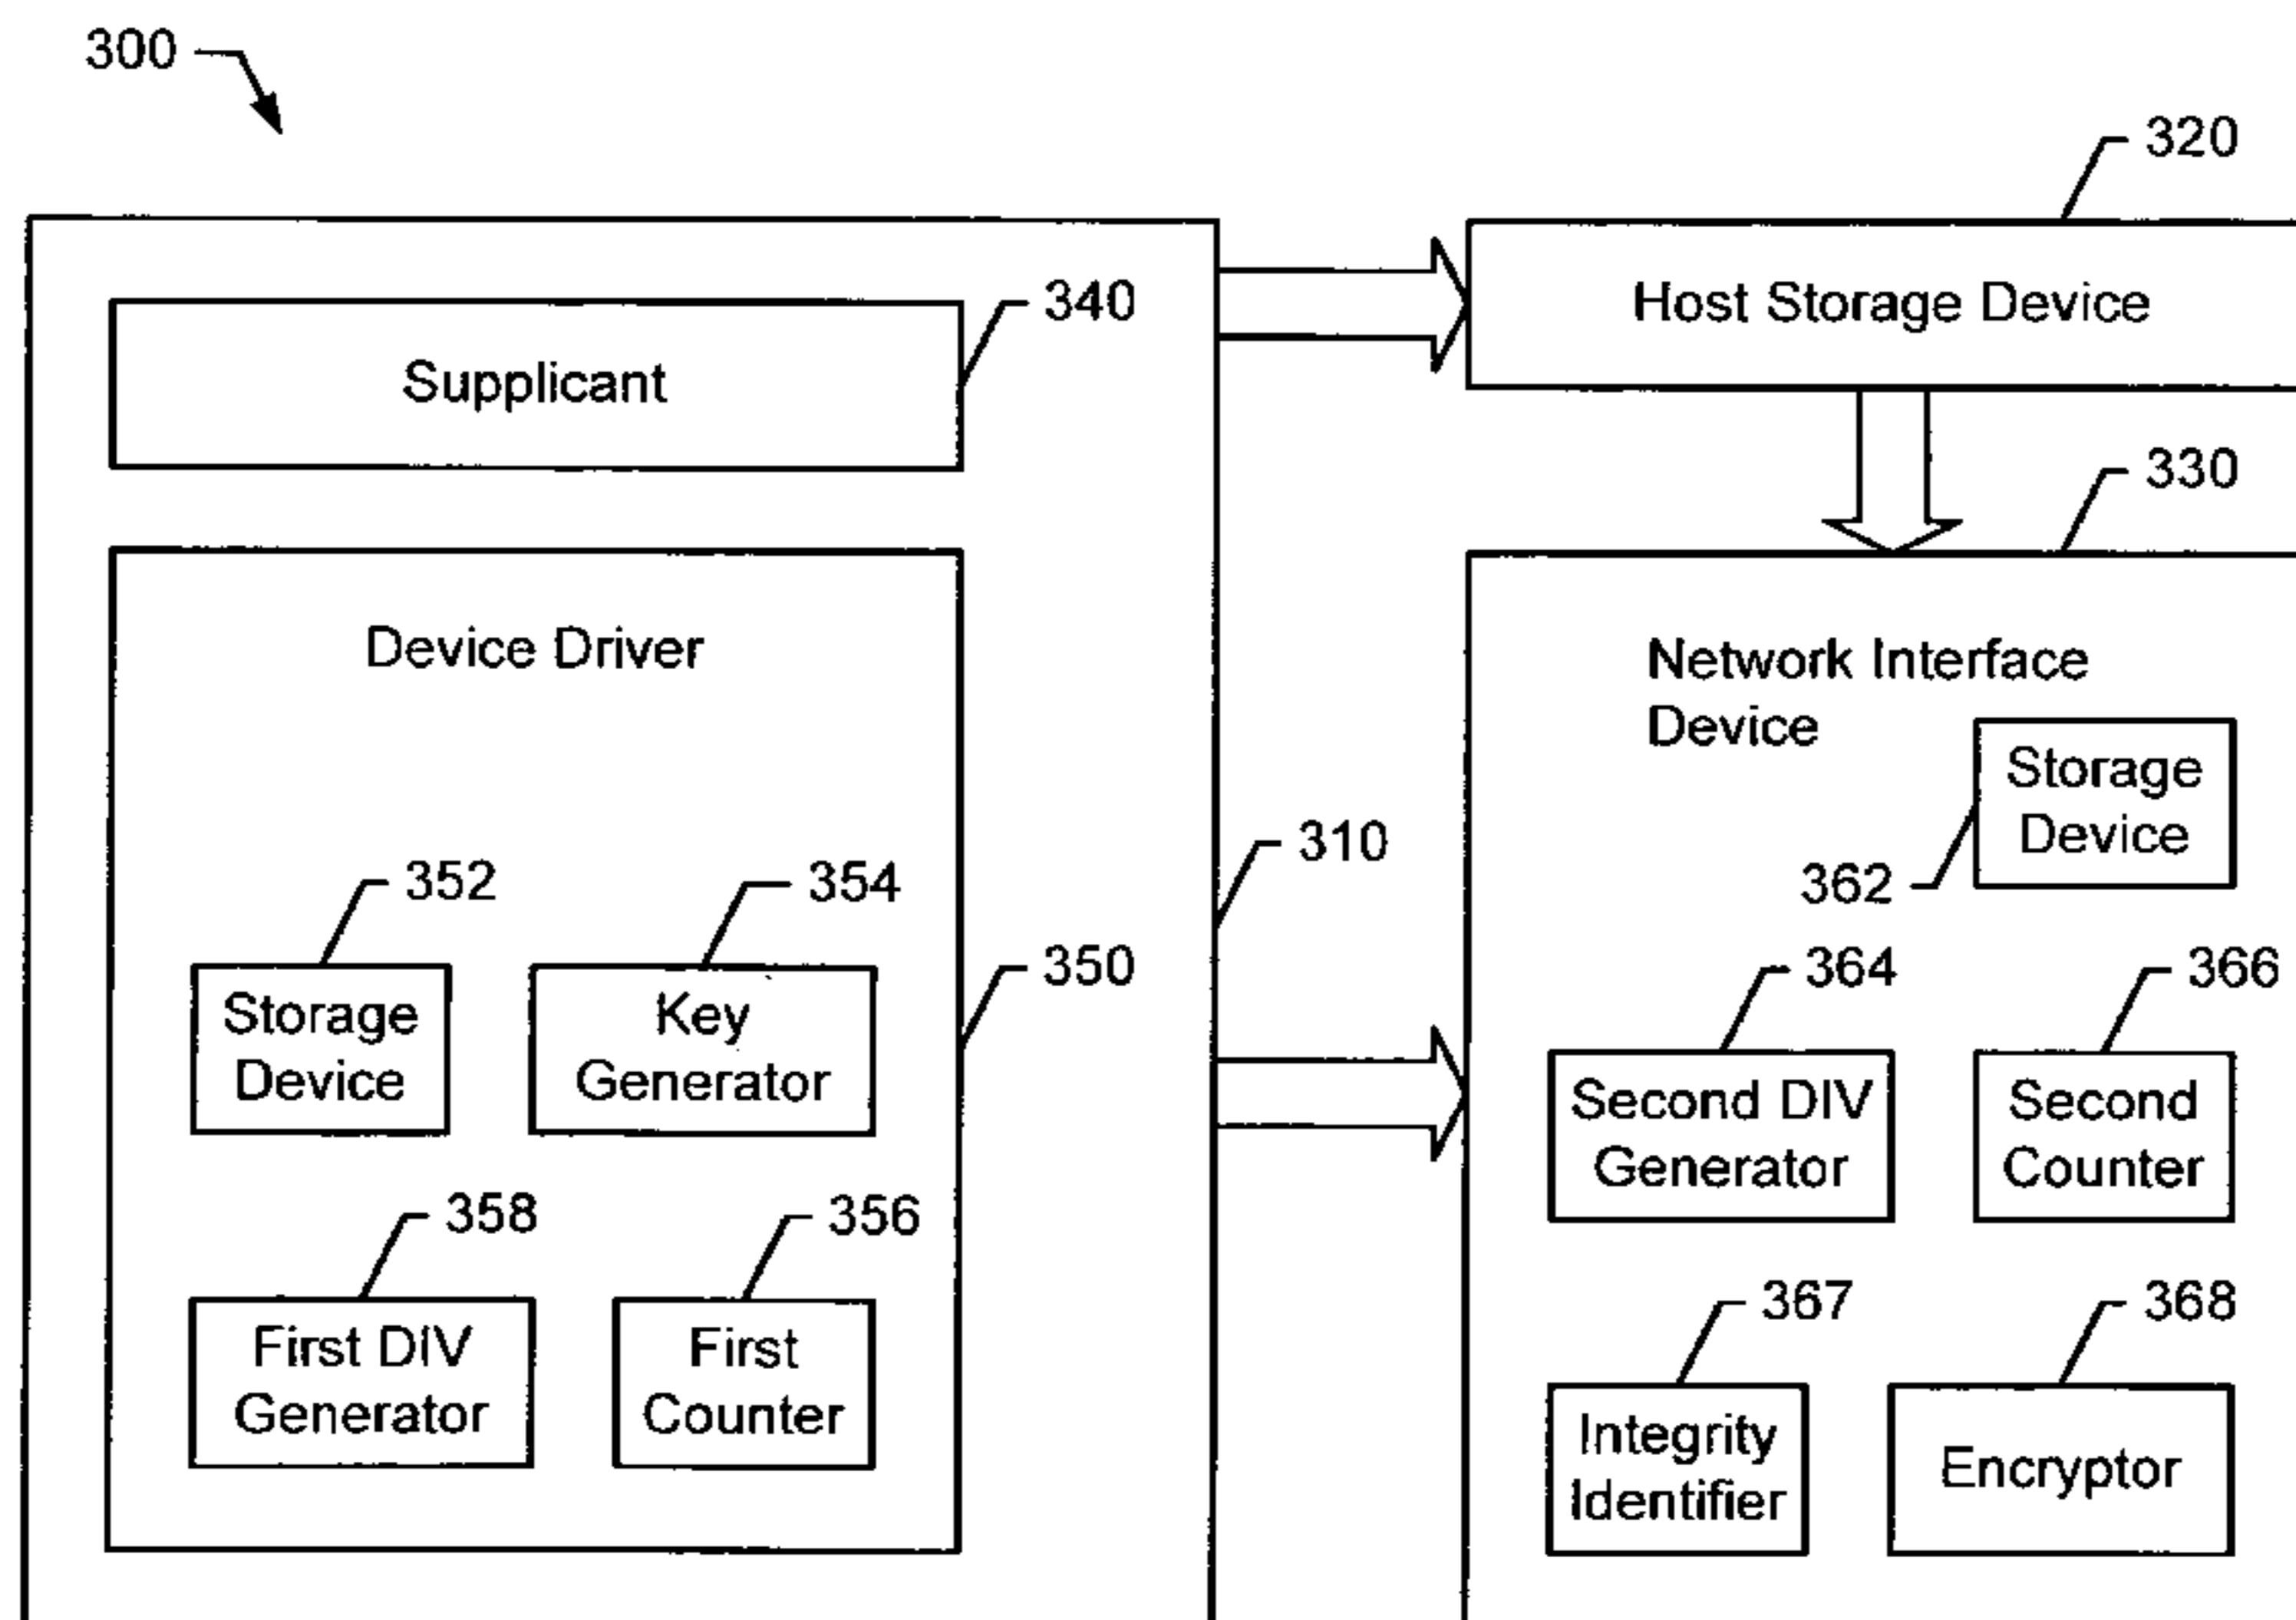 300
320
Host Storage Device
340
Supplicant
330
Device Driver
Network Interface
Device
Storage
Device
362
310
352
354
350
Storage
Device
Key
Generator
364
366
Second DIV
Generator
Second
Counter
358
356
First DIV
Generator
First
Counter
367
368
Integrity
Identifier
Encryptor